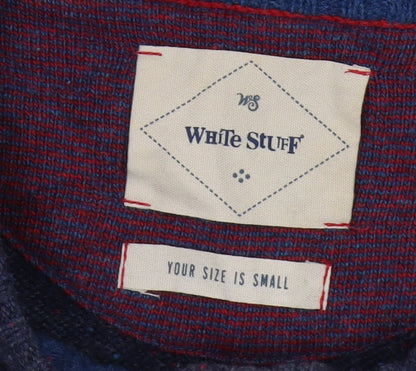 WS
WHiTe STUFF
YOUR SIZE IS SMALL